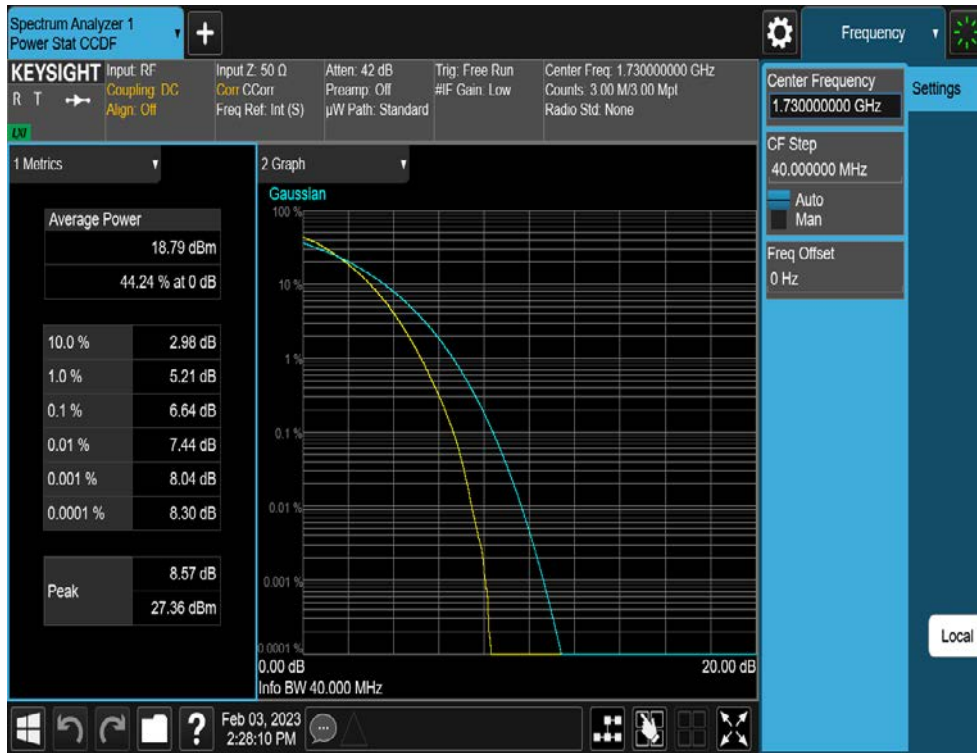 Spectrum Analyzer 1
Power Stat CCDF
Frequency
KEYSIGHT
R T
LXI
Input: RF
Coupling: DC
Align: Off
Input Z: 50 Ω
Corr CCorr
Freq Ref: Int (S)
Atten: 42 dB
Preamp: Off
µW Path: Standard
Trig: Free Run
#IF Gain: Low
Center Freq: 1.730000000 GHz
Counts: 3.00 M/3.00 Mpt
Radio Std: None
Center Frequency
1.730000000 GHz
Settings
CF Step
40.000000 MHz
Auto
Man
Freq Offset
0 Hz
Local
1 Metrics
Average Power
18.79 dBm
44.24 % at 0 dB
10.0 % 2.98 dB
1.0 % 5.21 dB
0.1 % 6.64 dB
0.01 % 7.44 dB
0.001 % 8.04 dB
0.0001 % 8.30 dB
Peak
8.57 dB
27.36 dBm
2 Graph
Gaussian
100 %
10 %
1 %
0.1 %
0.01 %
0.001 %
0.0001 %
0.00 dB 20.00 dB
Info BW 40.000 MHz
?
Feb 03, 2023
2:28:10 PM